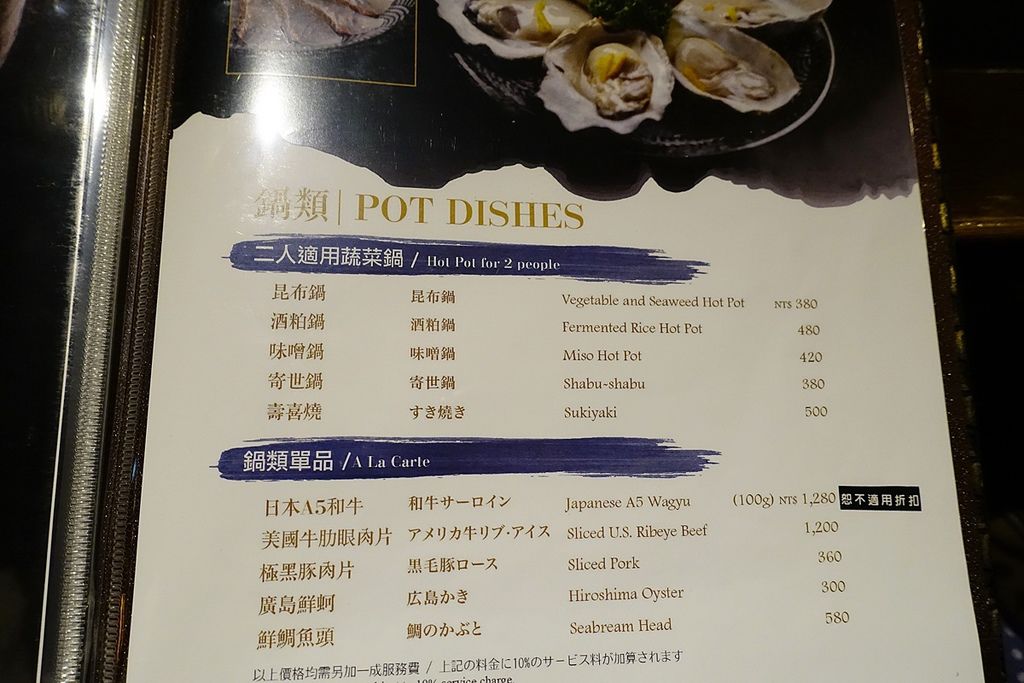 鍋類 | POT DISHES
二人適用蔬菜鍋 / Hot Pot for 2 people
昆布鍋 昆布鍋 Vegetable and Seaweed Hot Pot NT$ 380
酒粕鍋 酒粕鍋 Fermented Rice Hot Pot 480
味噌鍋 味噌鍋 Miso Hot Pot 420
寄世鍋 寄世鍋 Shabu-shabu 380
壽喜燒 すき燒き Sukiyaki 500
鍋類單品 / A La Carte
日本A5和牛 和牛サーロイン Japanese A5 Wagyu (100g) NT$ 1,280 恕不適用折扣
美國牛肋眼肉片 アメリカ牛リブ・アイス Sliced U.S. Ribeye Beef 1,200
極黑豚肉片 黒毛豚ロース Sliced Pork 360
廣島鮮蚵 広島かき Hiroshima Oyster 300
鮮鯛魚頭 鯛のかぶと Seabream Head 580
以上價格均需另加一成服務費 / 上記の料金に10%のサービス料が加算されます
10% service charge